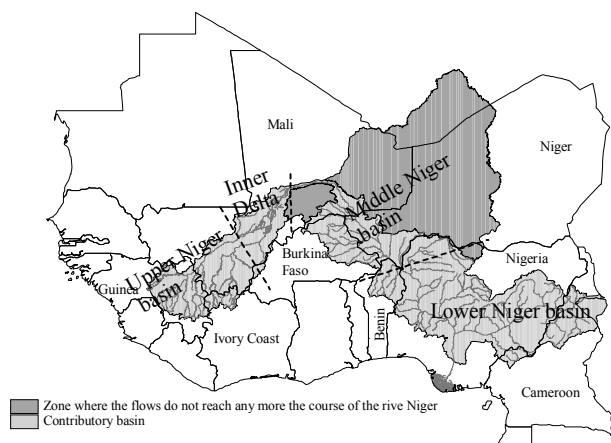 Mali
Niger
Inner
Delta
Middle Niger
basin
Upper Niger
basin
Burkina
Faso
Guinea
Nigeria
Lower Niger basin
Benin
Ivory Coast
Cameroon
Zone where the flows do not reach any more the course of the rive Niger
Contributory basin